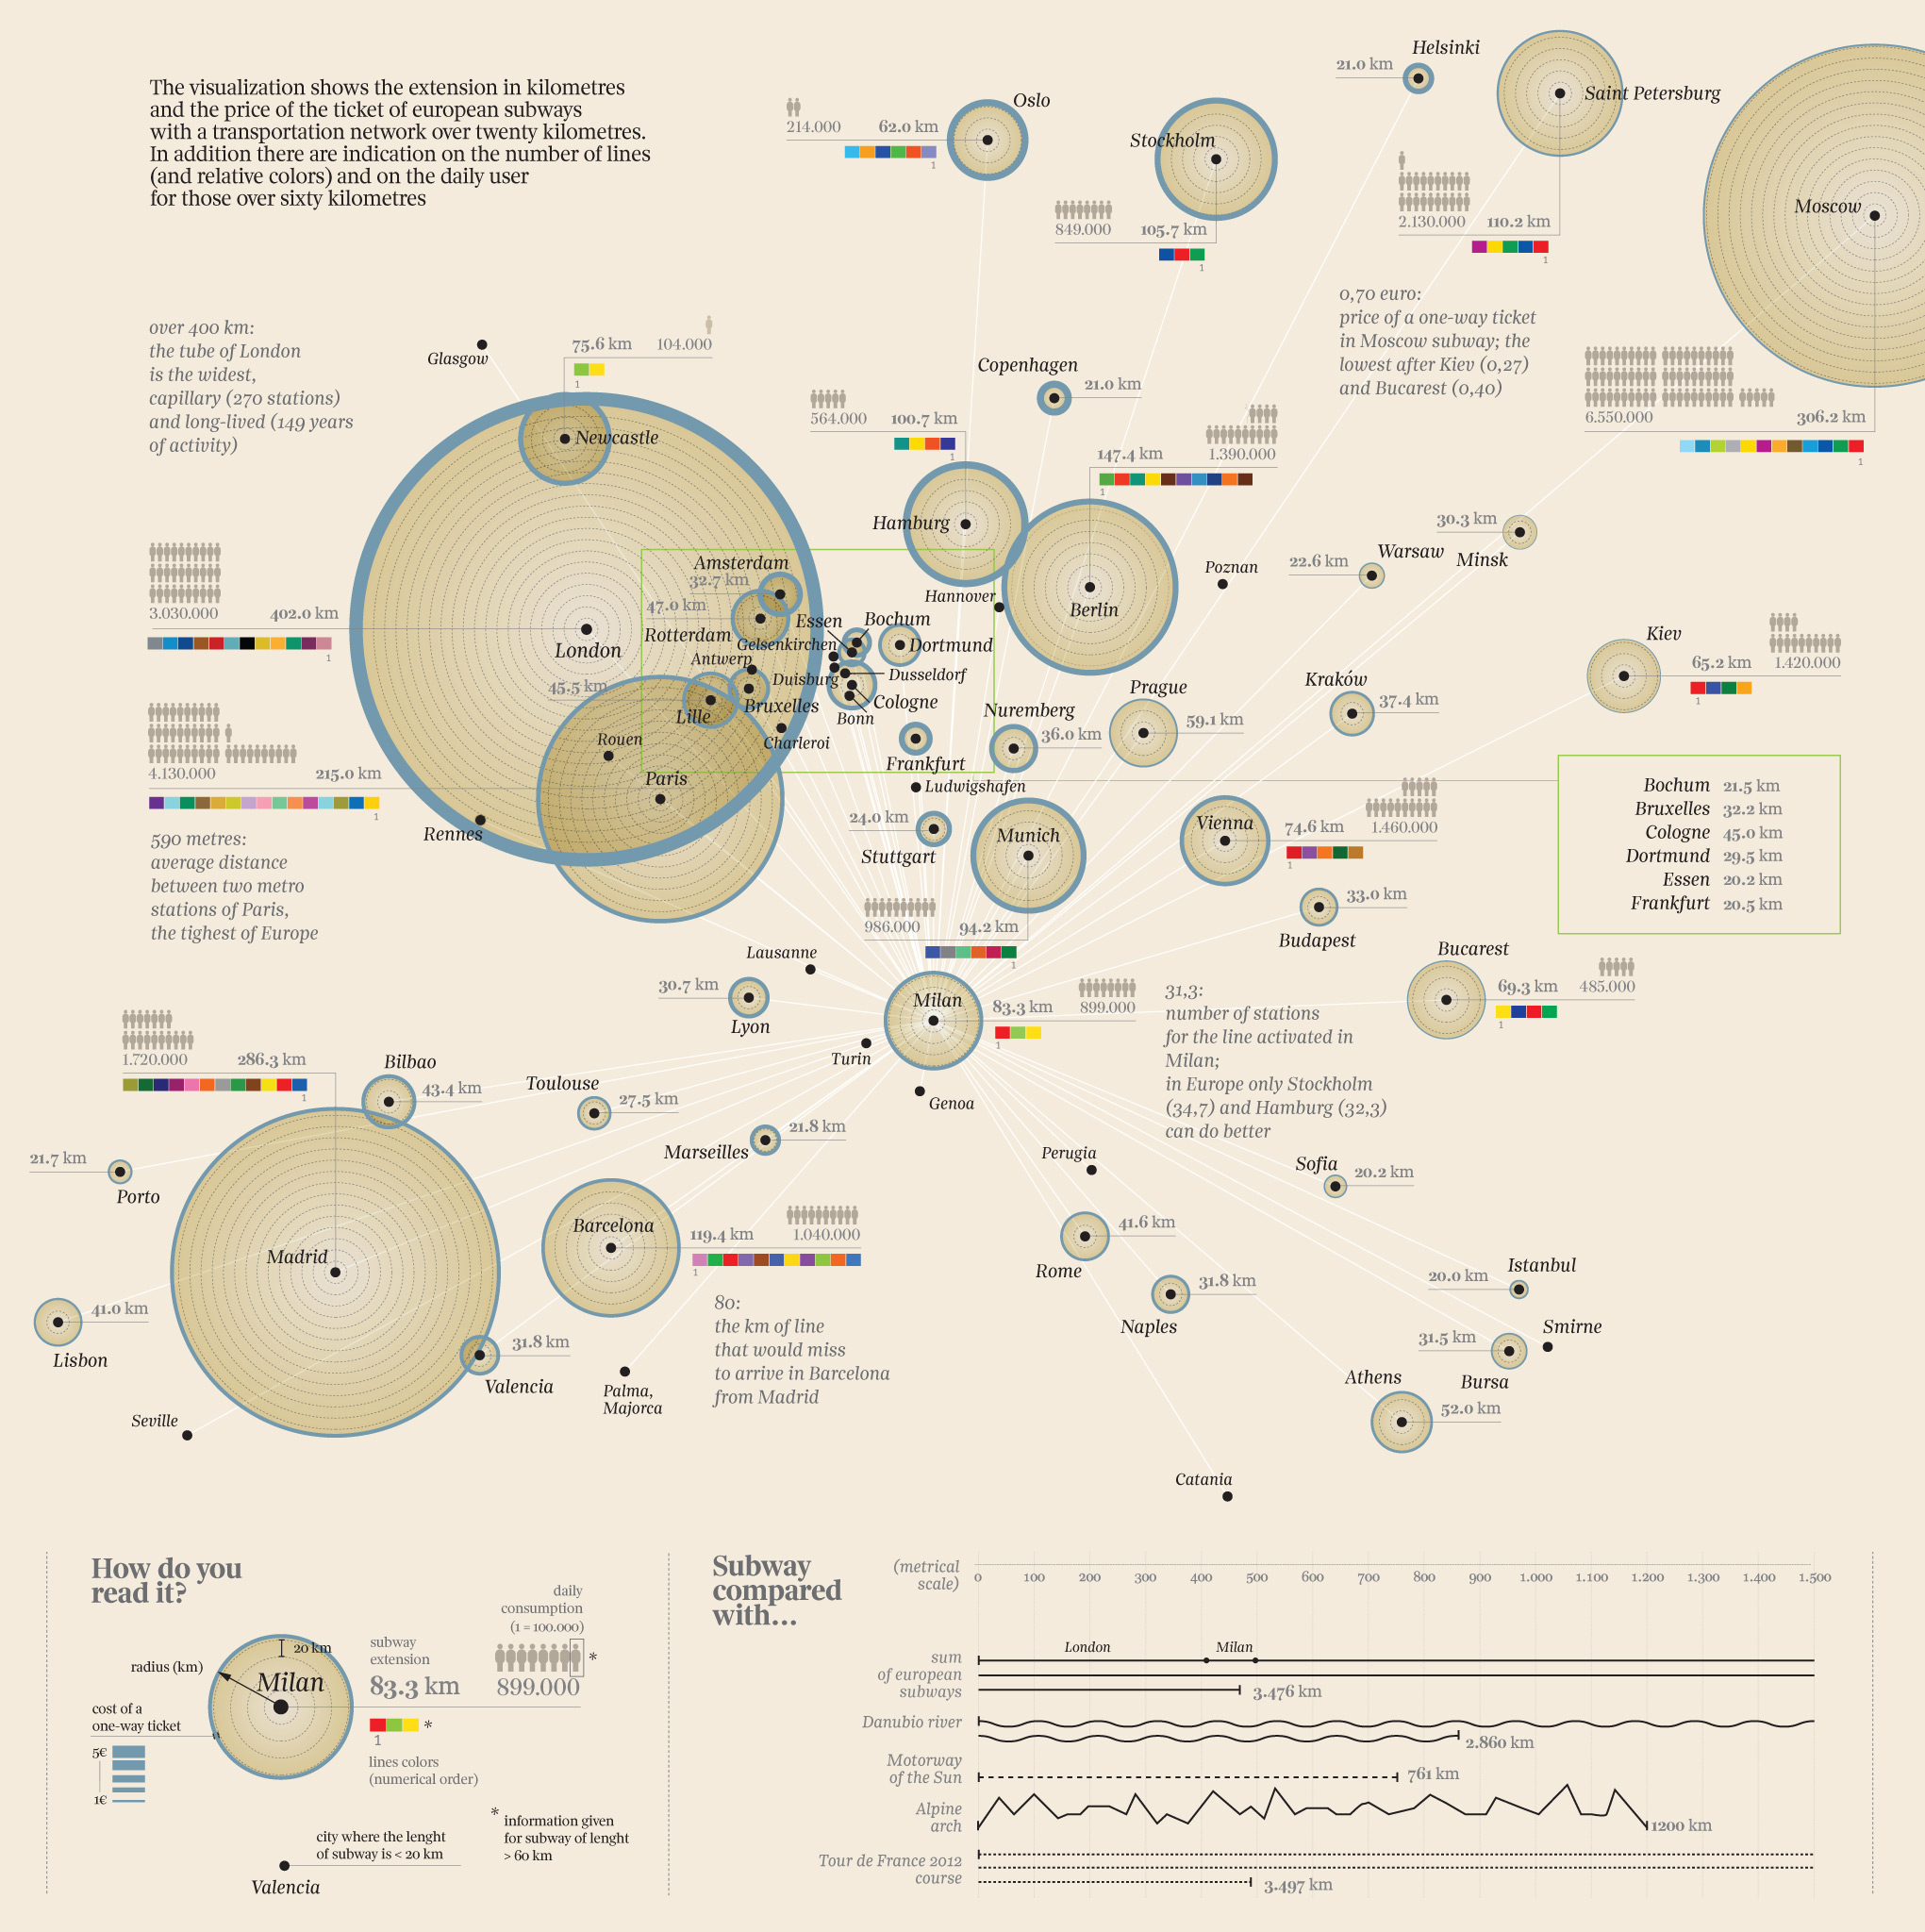 The visualization shows the extension in kilometres
and the price of the ticket of european subways
with a transportation network over twenty kilometres.
In addition there are indication on the number of lines
(and relative colors) and on the daily user
for those over sixty kilometres
Helsinki
21.0 km
Saint Petersburg
2.130.000 110.2 km
1
Oslo
214.000 62.0 km
1
Stockholm
849.000 105.7 km
1
Moscow
6.550.000 306.2 km
1
0,70 euro:
price of a one-way ticket
in Moscow subway; the
lowest after Kiev (0,27)
and Bucarest (0,40)
over 400 km:
the tube of London
is the widest,
capillary (270 stations)
and long-lived (149 years
of activity)
Glasgow
75.6 km 104.000
1
Newcastle
Copenhagen
21.0 km
564.000 100.7 km
1
Hamburg
147.4 km 1.390.000
1
Berlin
Hannover
Poznan
22.6 km
Warsaw
30.3 km
Minsk
3.030.000 402.0 km
1
London
Amsterdam
32.7 km
47.0 km
Rotterdam
Essen
Bochum
Gelsenkirchen
Dortmund
Antwerp
Duisburg
Dusseldorf
45.5 km
Lille
Bruxelles
Cologne
Bonn
Charleroi
Rouen
Paris
4.130.000 215.0 km
1
Rennes
Frankfurt
Ludwigshafen
Nuremberg
36.0 km
Prague
59.1 km
Kraków
37.4 km
Kiev
65.2 km 1.420.000
1
590 metres:
average distance
between two metro
stations of Paris,
the tighest of Europe
24.0 km
Stuttgart
Munich
986.000 94.2 km
1
Vienna
74.6 km 1.460.000
1
33.0 km
Budapest
Bochum 21.5 km
Bruxelles 32.2 km
Cologne 45.0 km
Dortmund 29.5 km
Essen 20.2 km
Frankfurt 20.5 km
Bucarest
69.3 km 485.000
1
Lausanne
30.7 km
Lyon
Turin
Milan
83.3 km 899.000
1
Genoa
31,3:
number of stations
for the line activated in
Milan;
in Europe only Stockholm
(34,7) and Hamburg (32,3)
can do better
1.720.000 286.3 km
1
Bilbao
43.4 km
Toulouse
27.5 km
Marseilles
21.8 km
21.7 km
Porto
Madrid
Barcelona
119.4 km 1.040.000
1
41.0 km
Lisbon
31.8 km
Valencia
Seville
Palma,
Majorca
80:
the km of line
that would miss
to arrive in Barcelona
from Madrid
Perugia
41.6 km
Rome
31.8 km
Naples
Sofia
20.2 km
Istanbul
20.0 km
Smirne
31.5 km
Bursa
Athens
52.0 km
Catania
How do you
read it?
20 km
radius (km)
Milan
cost of a
one-way ticket
5€
1€
subway
extension
83.3 km
daily
consumption
(1 = 100.000)
*
899.000
*
1
lines colors
(numerical order)
* information given
for subway of lenght
> 60 km
city where the lenght
of subway is < 20 km
Valencia
Subway
compared
with...
(metrical
scale)
0 100 200 300 400 500 600 700 800 900 1.000 1.100 1.200 1.300 1.400 1.500
London Milan
sum
of european
subways
3.476 km
Danubio river
2.860 km
Motorway
of the Sun
761 km
Alpine
arch
1200 km
Tour de France 2012
course
3.497 km